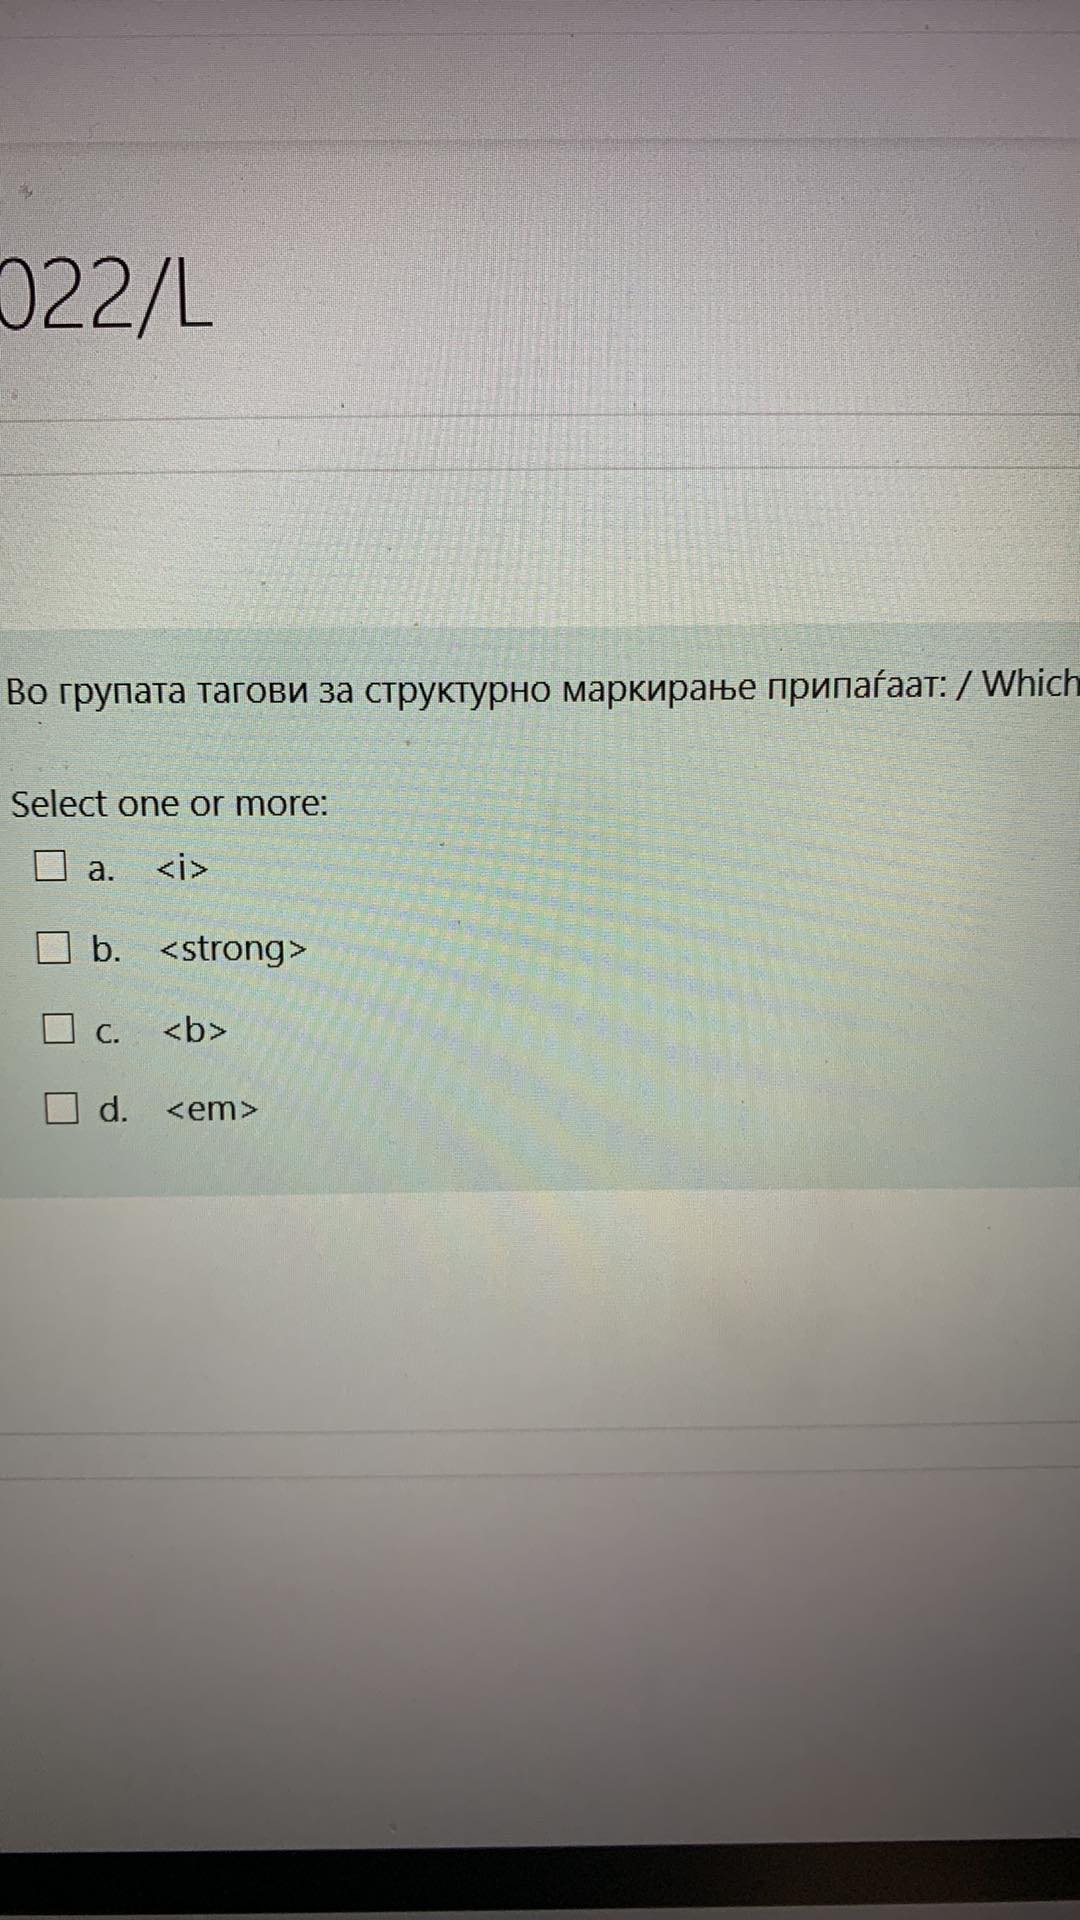 022/L
Во групата тагови за структурно маркирање припаѓаат: / Which
Select one or more:
a. <i>
b. <strong>
c. <b>
d. <em>